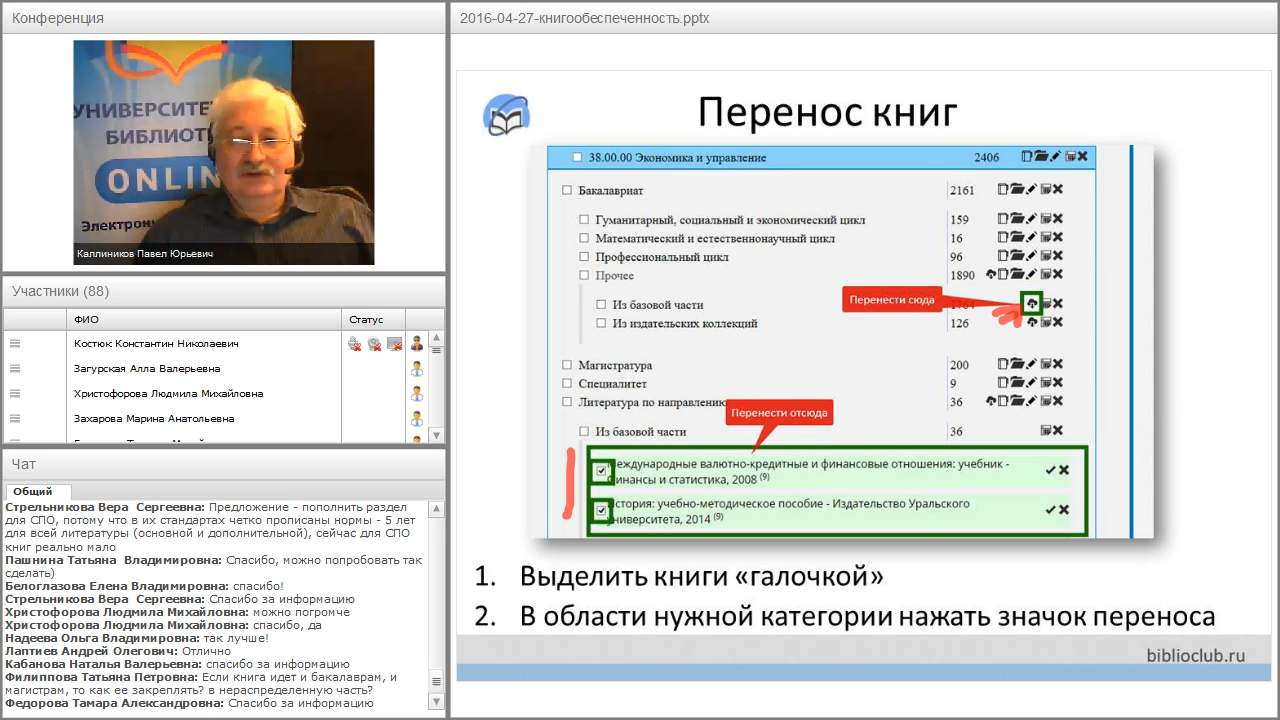 Конференция
УНИВЕРСИТЕ
БИБЛИОТ
ONLIN
Электрон
Каллиников Павел Юрьевич
Участники (88)
ФИО
Статус
Костюк Константин Николаевич
Загурская Алла Валерьевна
Христофорова Людмила Михайловна
Захарова Марина Анатольевна
Чат
Общий
Стрельникова Вера Сергеевна: Предложение - пополнить раздел
для СПО, потому что в их стандартах четко прописаны нормы - 5 лет
для всей литературы (основной и дополнительной), сейчас для СПО
книг реально мало
Пашнина Татьяна Владимировна: Спасибо, можно попробовать так
сделать)
Белоглазова Елена Владимировна: спасибо!
Стрельникова Вера Сергеевна: Спасибо за информацию
Христофорова Людмила Михайловна: можно погромче
Христофорова Людмила Михайловна: спасибо, да
Надеева Ольга Владимировна: так лучше!
Лаптиев Андрей Олегович: Отлично
Кабанова Наталья Валерьевна: спасибо за информацию
Филиппова Татьяна Петровна: Если книга идет и бакалаврам, и
магистрам, то как ее закреплять? в нераспределенную часть?
Федорова Тамара Александровна: Спасибо за информацию
2016-04-27-книгообеспеченность.pptx
Перенос книг
38.00.00 Экономика и управление 2406
Бакалавриат 2161
Гуманитарный, социальный и экономический цикл 159
Математический и естественнонаучный цикл 16
Профессиональный цикл 96
Прочее 1890
Перенести сюда
Из базовой части
Из издательских коллекций 126
Магистратура 200
Специалитет 9
Литература по направлению 36
Перенести отсюда
Из базовой части 36
Международные валютно-кредитные и финансовые отношения: учебник -
Финансы и статистика, 2008 (9)
История: учебно-методическое пособие - Издательство Уральского
университета, 2014 (9)
1. Выделить книги «галочкой»
2. В области нужной категории нажать значок переноса
biblioclub.ru